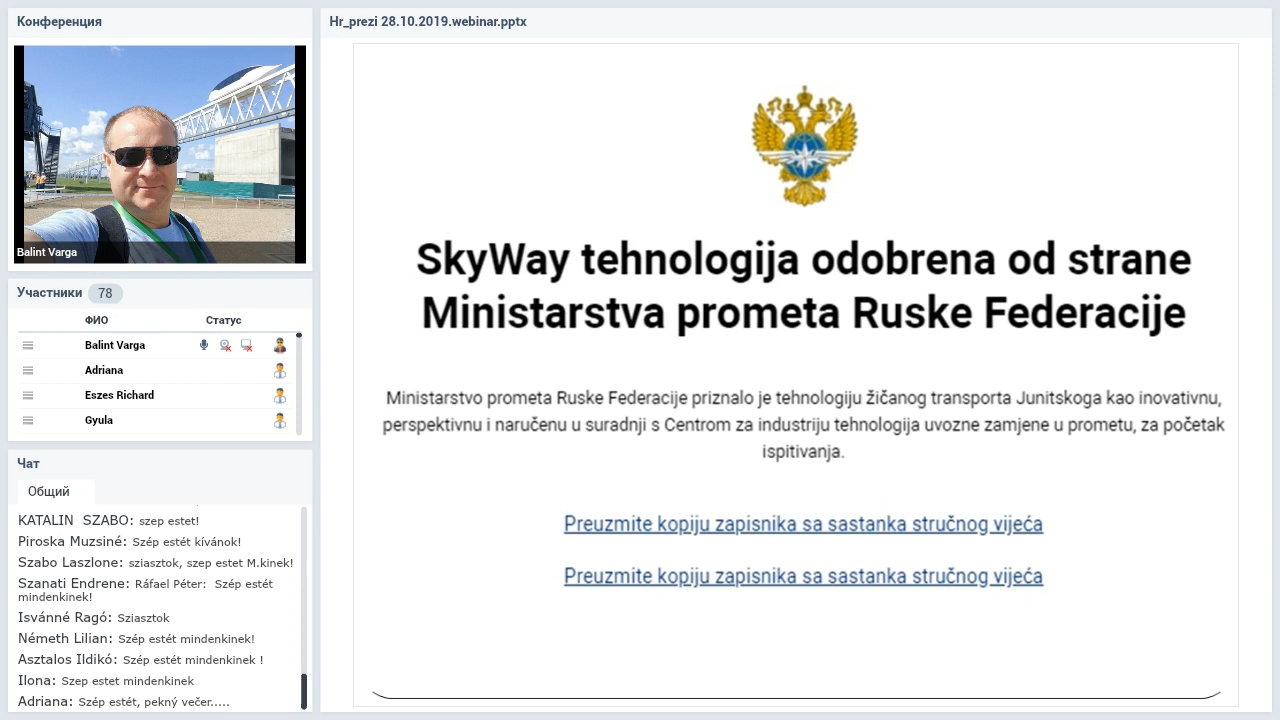 Конференция
Balint Varga
Участники 78
ФИО Статус
Balint Varga
Adriana
Eszes Richard
Gyula
Чат
Общий
KATALIN SZABO: szep estet!
Piroska Muzsiné: Szép estét kívánok!
Szabo Laszlone: sziasztok, szep estet M.kinek!
Szanati Endrene: Ráfael Péter: Szép estét
mindenkinek!
Isvánné Ragó: Sziasztok
Németh Lilian: Szép estét mindenkinek!
Asztalos Ildikó: Szép estét mindenkinek !
Ilona: Szep estet mindenkinek
Adriana: Szép estét, pekný večer.....
Hr_prezi 28.10.2019.webinar.pptx
SkyWay tehnologija odobrena od strane
Ministarstva prometa Ruske Federacije
Ministarstvo prometa Ruske Federacije priznalo je tehnologiju žičanog transporta Junitskoga kao inovativnu,
perspektivnu i naručenu u suradnji s Centrom za industriju tehnologija uvozne zamjene u prometu, za početak
ispitivanja.
Preuzmite kopiju zapisnika sa sastanka stručnog vijeća
Preuzmite kopiju zapisnika sa sastanka stručnog vijeća